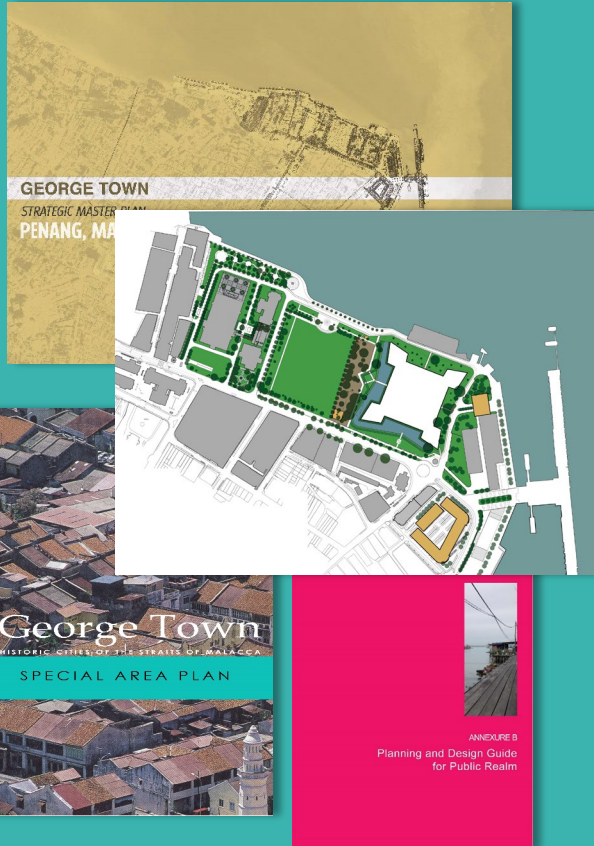 GEORGE TOWN
STRATEGIC MASTER PLAN
PENANG, MA
George Town
HISTORIC CITIES OF THE STRAITS OF MALACCA
SPECIAL AREA PLAN
ANNEXURE B
Planning and Design Guide
for Public Realm